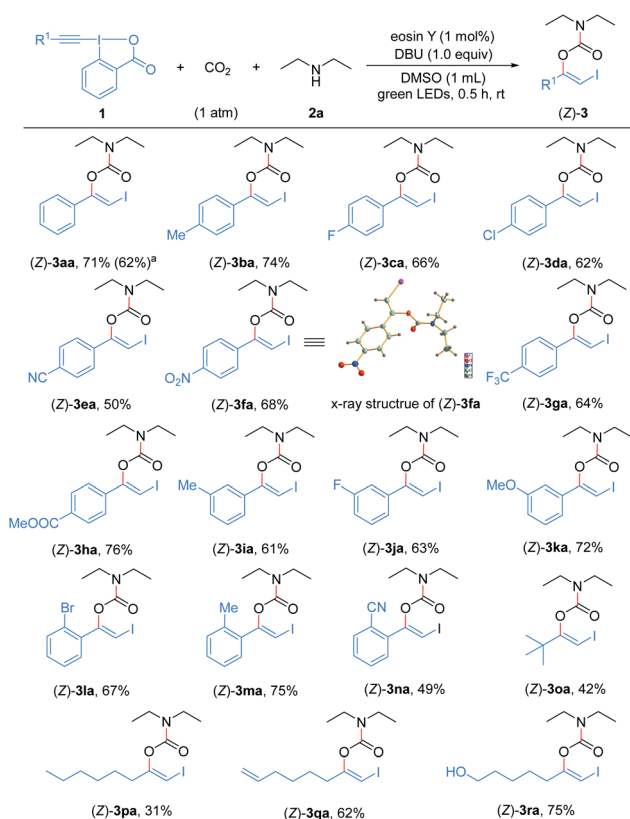 R¹ I O O
N
H
+ CO₂ +
eosin Y (1 mol%)
DBU (1.0 equiv)
DMSO (1 mL)
green LEDs, 0.5 h, rt
N O O R¹ I
1 (1 atm) 2a (Z)-3
N O O I
N O O I Me
N O O I F
N O O I Cl
(Z)-3aa, 71% (62%)ᵃ (Z)-3ba, 74% (Z)-3ca, 66% (Z)-3da, 62%
N O O I NC
N O O I O₂N
N O O I F₃C
(Z)-3ea, 50% (Z)-3fa, 68% x-ray structrue of (Z)-3fa (Z)-3ga, 64%
N O O I MeOOC
N O O I Me
N O O I F
N O O I OMe
(Z)-3ha, 76% (Z)-3ia, 61% (Z)-3ja, 63% (Z)-3ka, 72%
N O O I Br
N O O I Me
N O O I CN
N O O I
(Z)-3la, 67% (Z)-3ma, 75% (Z)-3na, 49% (Z)-3oa, 42%
N O O I
N O O I
N O O I HO
(Z)-3pa, 31% (Z)-3qa, 62% (Z)-3ra, 75%